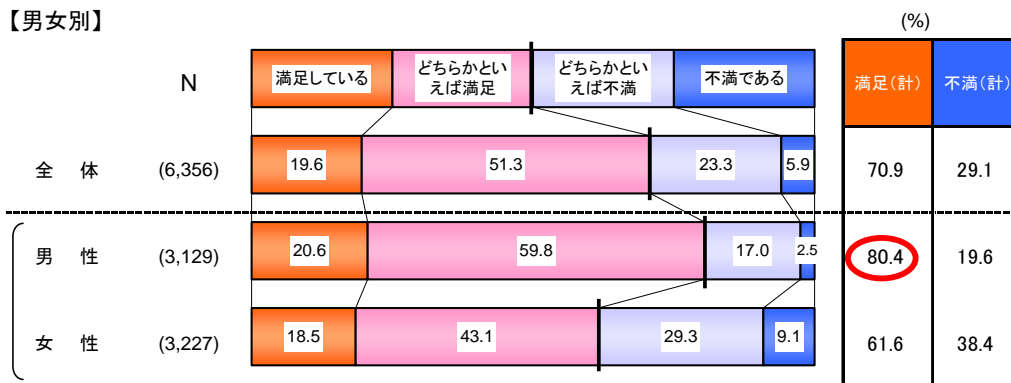 【男女別】
(%)
N
満足している
どちらかとい
えば満足
どちらかとい
えば不満
不満である
満足(計)
不満(計)
全 体 (6,356) 19.6 51.3 23.3 5.9 70.9 29.1
男 性 (3,129) 20.6 59.8 17.0 2.5 80.4 19.6
女 性 (3,227) 18.5 43.1 29.3 9.1 61.6 38.4